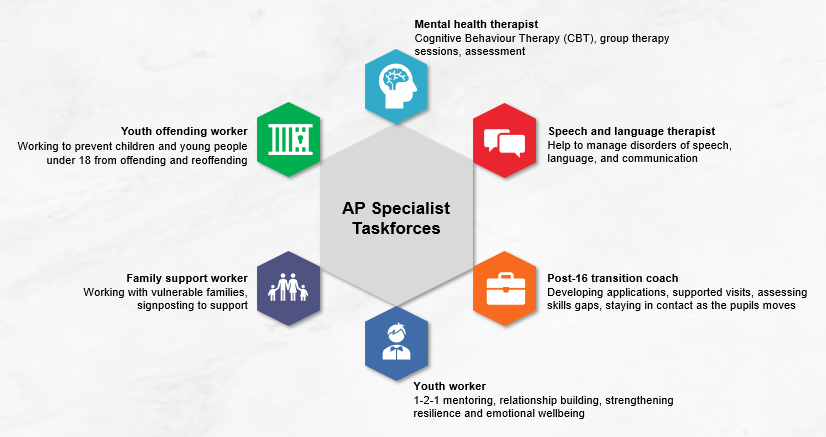 Mental health therapist
Cognitive Behaviour Therapy (CBT), group therapy
sessions, assessment
Youth offending worker
Working to prevent children and young people
under 18 from offending and reoffending
Speech and language therapist
Help to manage disorders of speech,
language, and communication
AP Specialist
Taskforces
Family support worker
Working with vulnerable families,
signposting to support
Post-16 transition coach
Developing applications, supported visits, assessing
skills gaps, staying in contact as the pupils moves
Youth worker
1-2-1 mentoring, relationship building, strengthening
resilience and emotional wellbeing